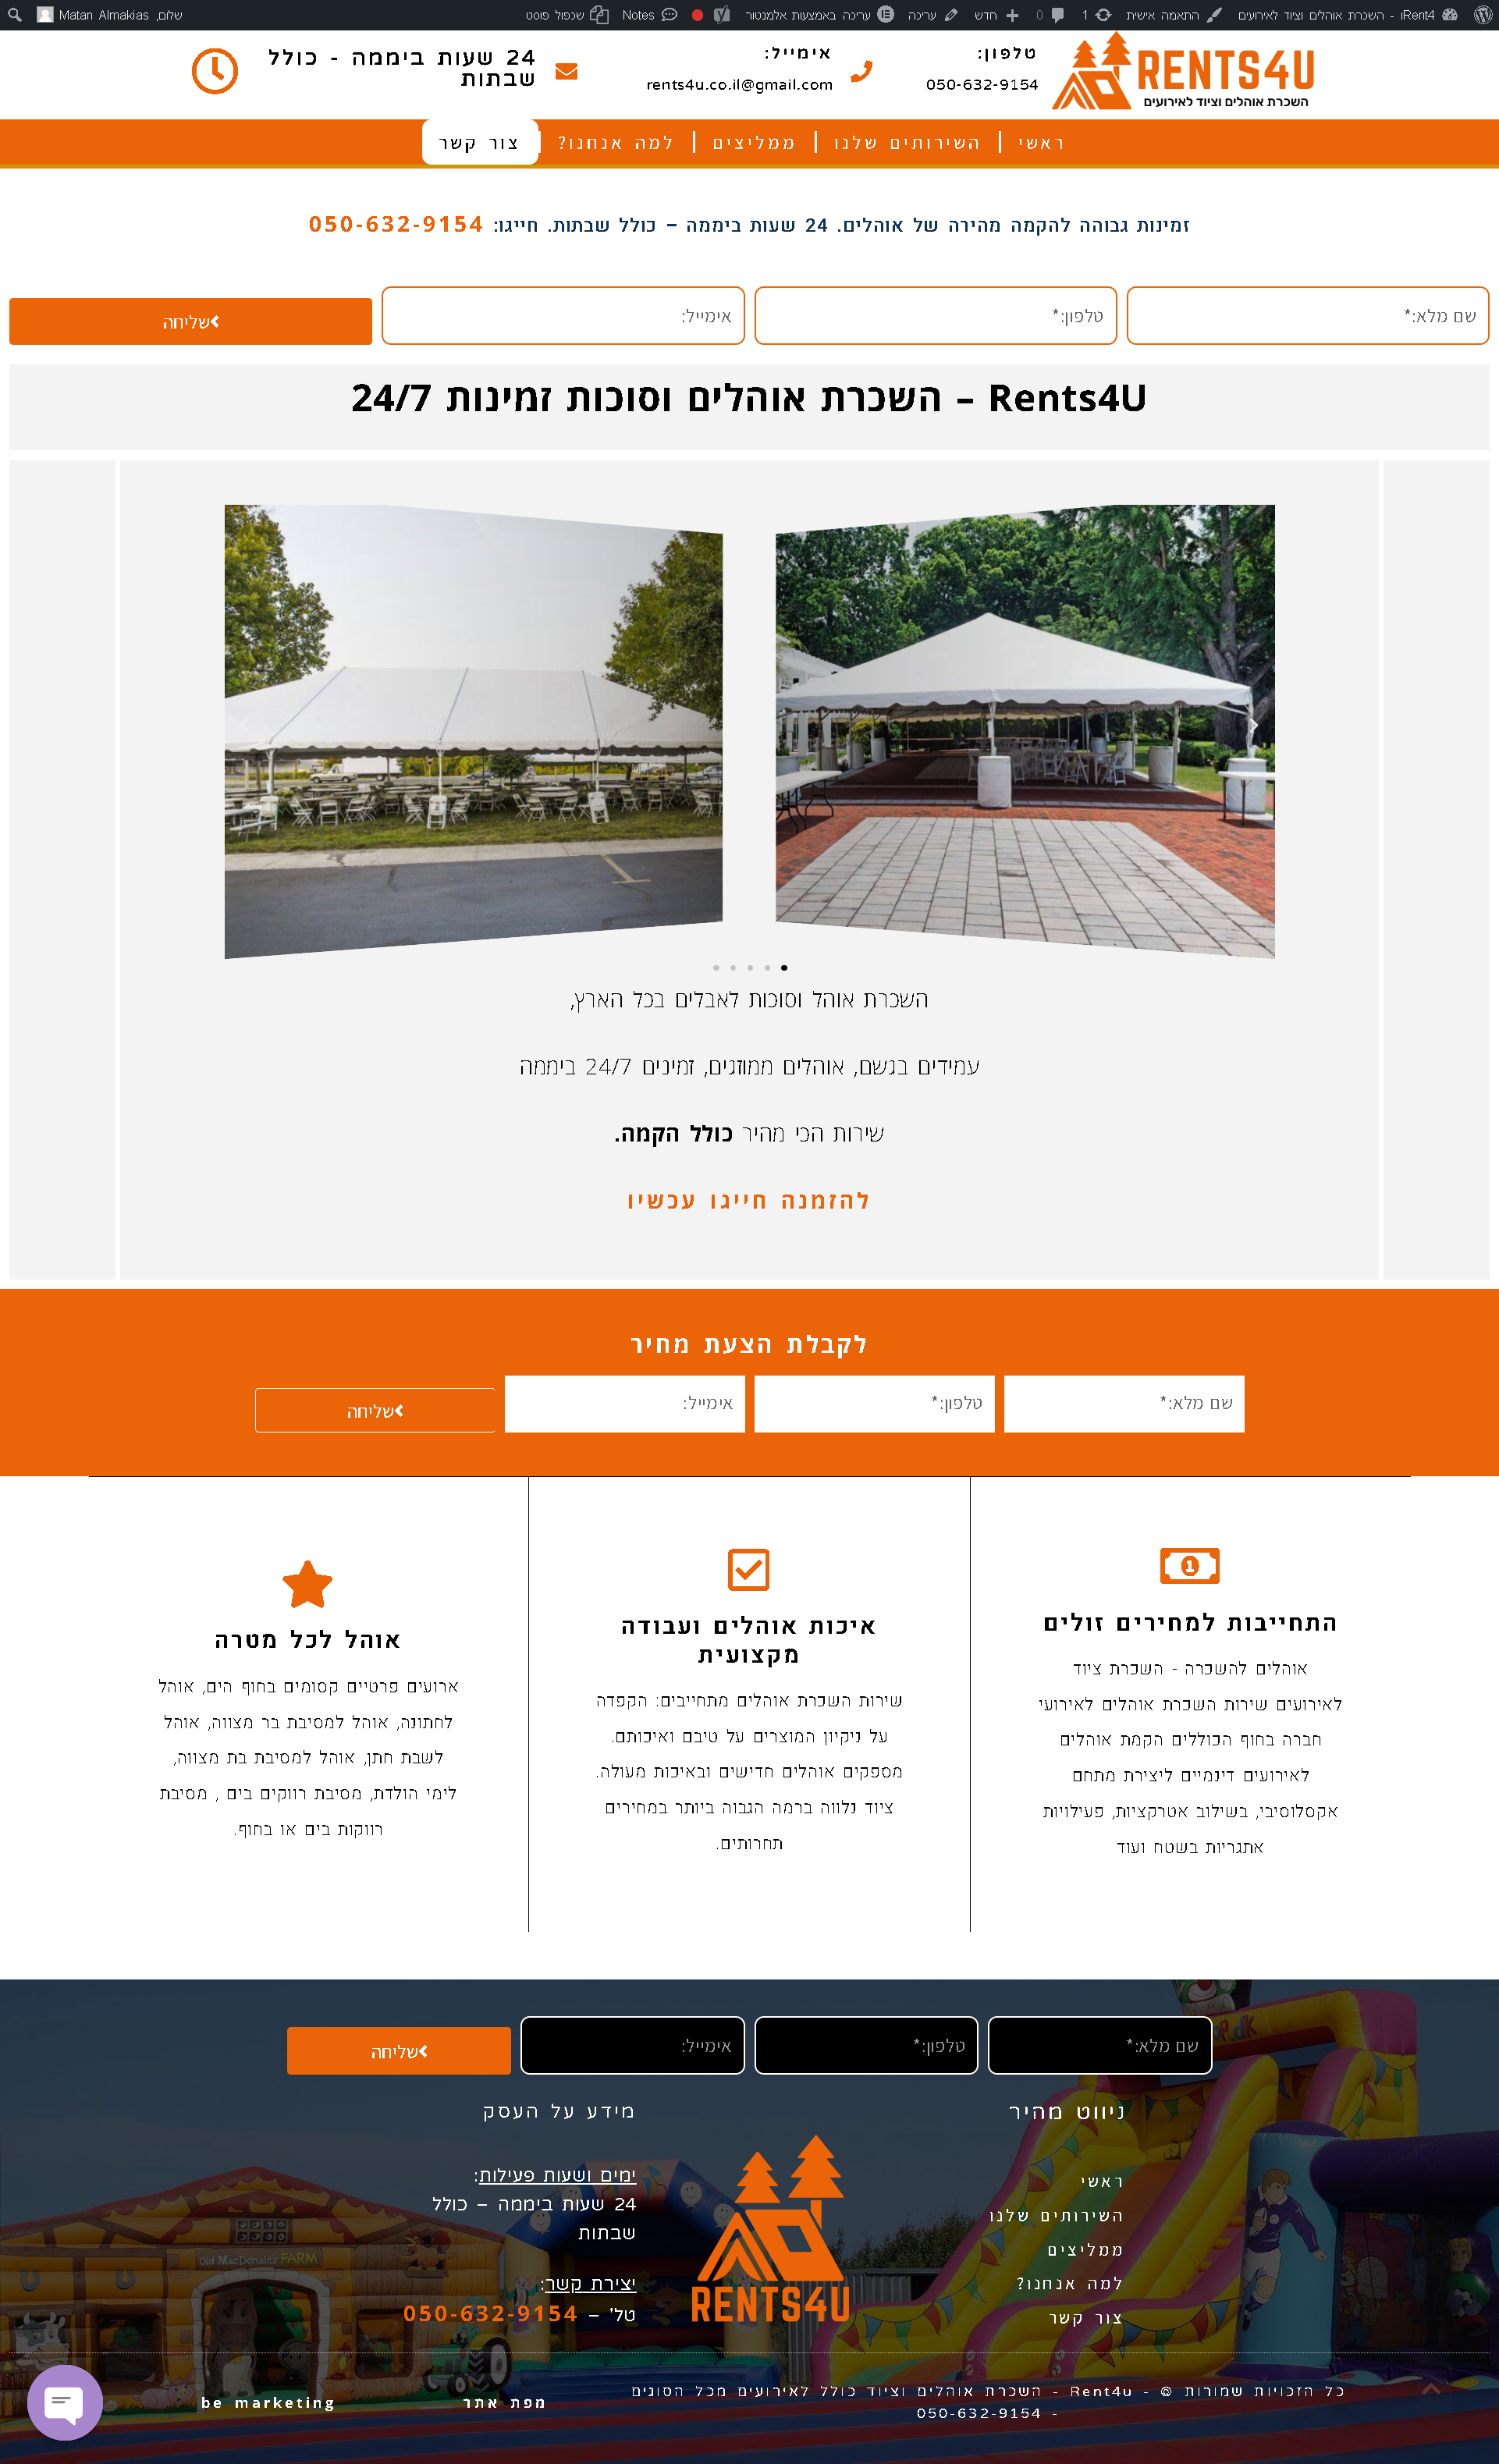 iRent4 - השכרת אוהלים וציוד לאירועים
התאמה אישית
1
0
חדש
עריכה
עריכה באמצעות אלמנטור
Notes
שכפול פוסט
שלום, Matan Almakias
RENTS4U
השכרת אוהלים וציוד לאירועים
טלפון:
050-632-9154
אימייל:
rents4u.co.il@gmail.com
24 שעות ביממה - כולל
שבתות
ראשי
השירותים שלנו
ממליצים
למה אנחנו?
צור קשר
זמינות גבוהה להקמה מהירה של אוהלים. 24 שעות ביממה – כולל שבתות. חייגו: 050-632-9154
שם מלא:*
טלפון:*
אימייל:
שליחה
Rents4U – השכרת אוהלים וסוכות זמינות 24/7
השכרת אוהל וסוכות לאבלים בכל הארץ,
עמידים בגשם, אוהלים ממוזגים, זמינים 24/7 ביממה
שירות הכי מהיר כולל הקמה.
להזמנה חייגו עכשיו
לקבלת הצעת מחיר
שם מלא:*
טלפון:*
אימייל:
שליחה
התחייבות למחירים זולים
אוהלים להשכרה - השכרת ציוד
לאירועים שירות השכרת אוהלים לאירועי
חברה בחוף הכוללים הקמת אוהלים
לאירועים דינמיים ליצירת מתחם
אקסלוסיבי, בשילוב אטרקציות, פעילויות
אתגריות בשטח ועוד
איכות אוהלים ועבודה
מקצועית
שירות השכרת אוהלים מתחייבים: הקפדה
על ניקיון המוצרים על טיבם ואיכותם.
מספקים אוהלים חדישים ובאיכות מעולה.
ציוד נלווה ברמה הגבוה ביותר במחירים
תחרותים.
אוהל לכל מטרה
ארועים פרטיים קסומים בחוף הים, אוהל
לחתונה, אוהל למסיבת בר מצווה, אוהל
לשבת חתן, אוהל למסיבת בת מצווה,
לימי הולדת, מסיבת רווקים בים , מסיבת
רווקות בים או בחוף.
שם מלא:*
טלפון:*
אימייל:
שליחה
ניווט מהיר
ראשי
השירותים שלנו
ממליצים
למה אנחנו?
צור קשר
RENTS4U
מידע על העסק
ימים ושעות פעילות:
24 שעות ביממה – כולל
שבתות
יצירת קשר:
טל' – 050-632-9154
Old MacDonald's FARM
כל הזכויות שמורות © - Rent4u - השכרת אוהלים וציוד כולל לאירועים מכל הסוגים
- 050-632-9154
מפת אתר
be marketing